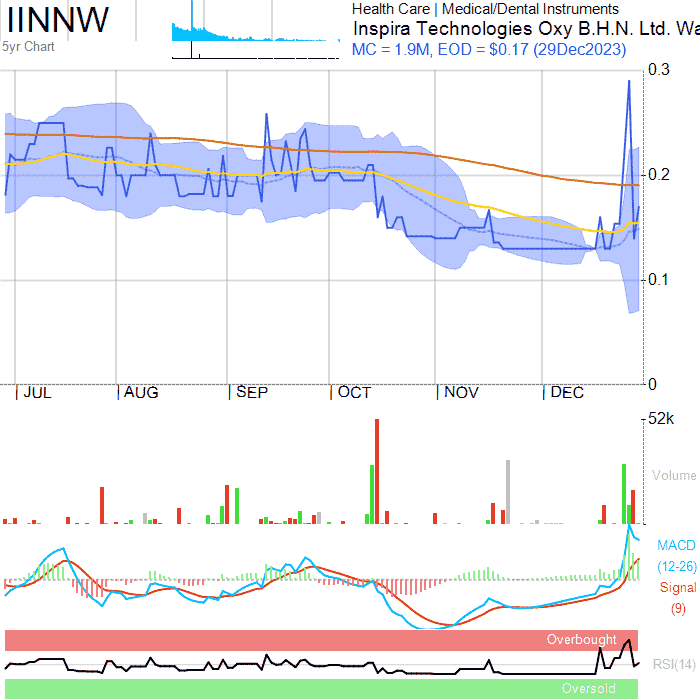 IINNW
5yr Chart
Health Care | Medical/Dental Instruments
Inspira Technologies Oxy B.H.N. Ltd. Wa
MC = 1.9M, EOD = $0.17 (29Dec2023)
0.3
0.2
0.1
0
JUL AUG SEP OCT NOV DEC
52k
Volume
MACD
(12-26)
Signal
(9)
Overbought
RSI(14)
Oversold